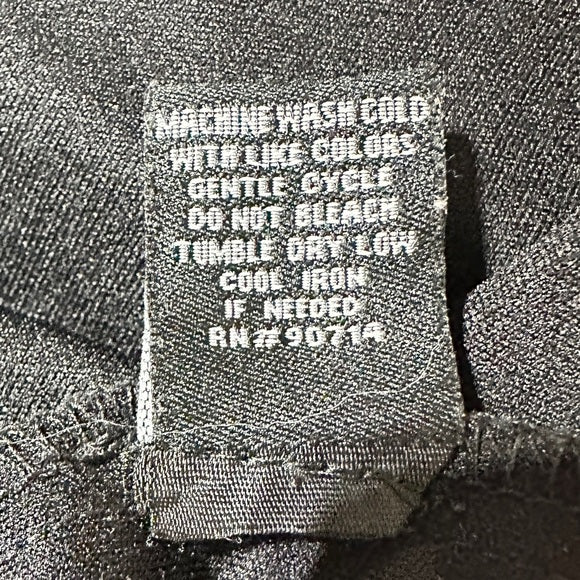 MACHINE WASH COLD
WITH LIKE COLORS
GENTLE CYCLE
DO NOT BLEACH
TUMBLE DRY LOW
COOL IRON
IF NEEDED
RN#90714